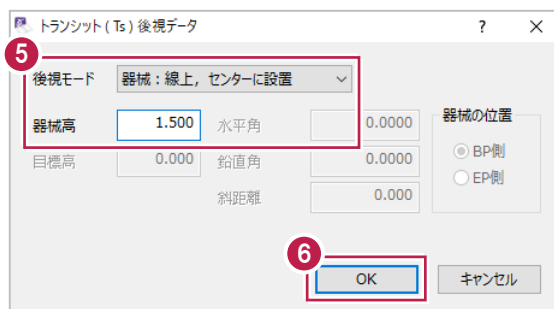 トランシット ( Ts ) 後視データ ? ×
5
後視モード 器械：線上，センターに設置
器械高 1.500 水平角 0.0000 器械の位置
目標高 0.000 鉛直角 0.0000 BP側
EP側
斜距離 0.000
6
OK キャンセル